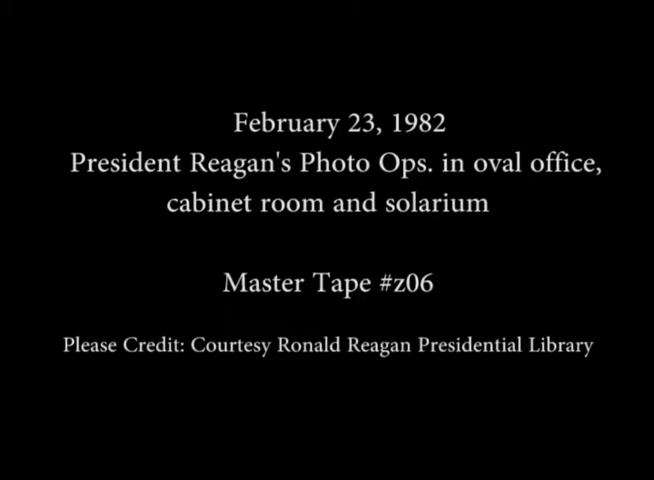 February 23, 1982
President Reagan's Photo Ops. in oval office,
cabinet room and solarium
Master Tape #z06
Please Credit: Courtesy Ronald Reagan Presidential Library